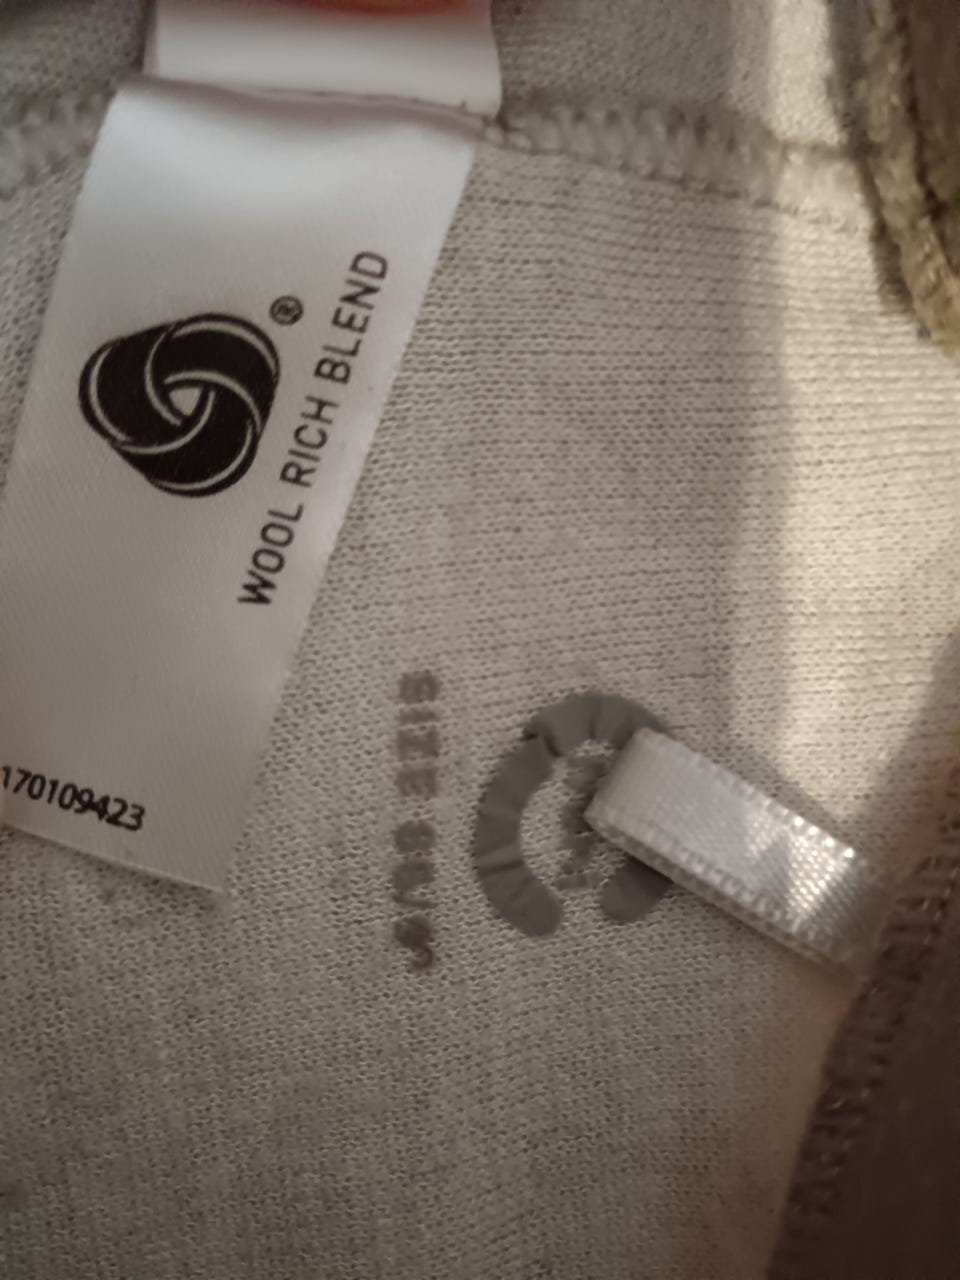 ®
WOOL RICH BLEND
170109423
SIZE